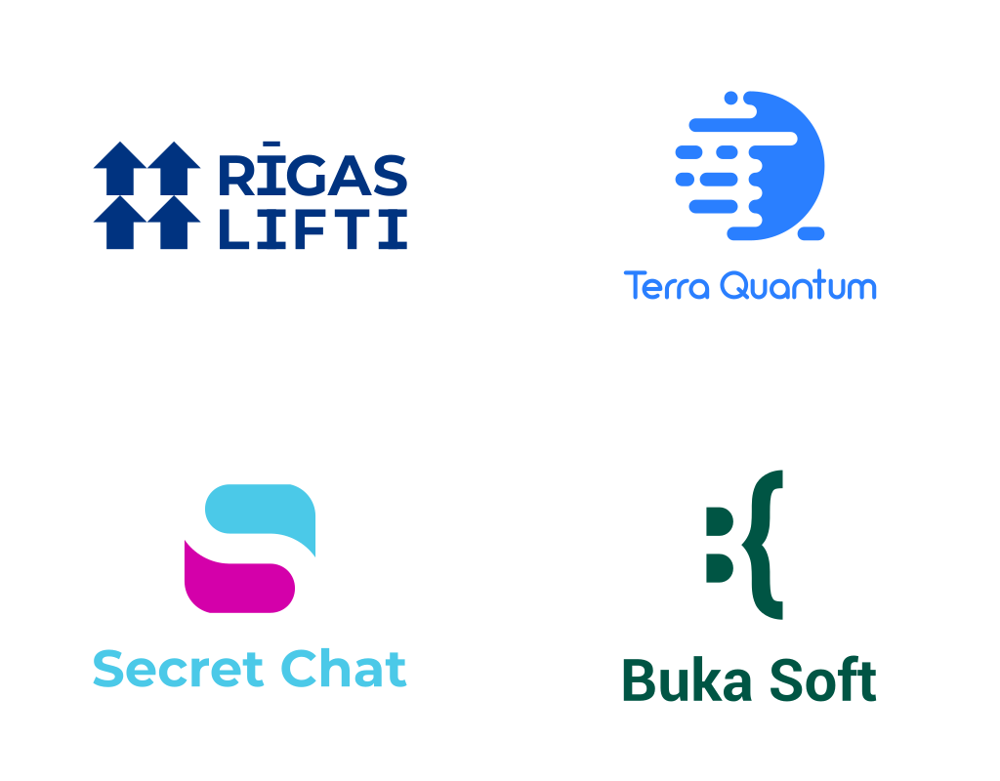 RĪGAS
LIFTI
Terra Quantum
Secret Chat
Buka Soft